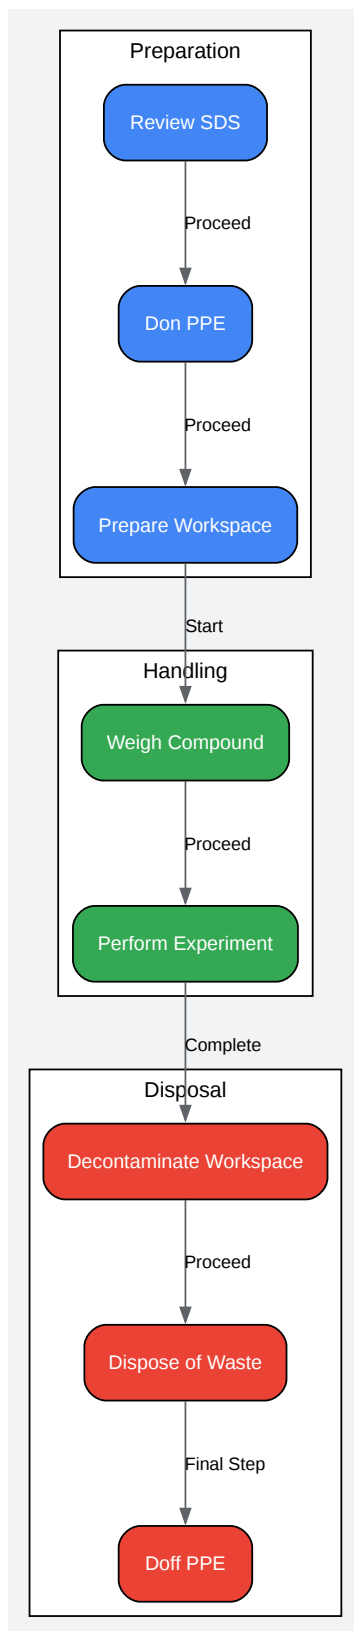 Preparation
Review SDS
Proceed
Don PPE
Proceed
Prepare Workspace
Start
Handling
Weigh Compound
Proceed
Perform Experiment
Complete
Disposal
Decontaminate Workspace
Proceed
Dispose of Waste
Final Step
Doff PPE